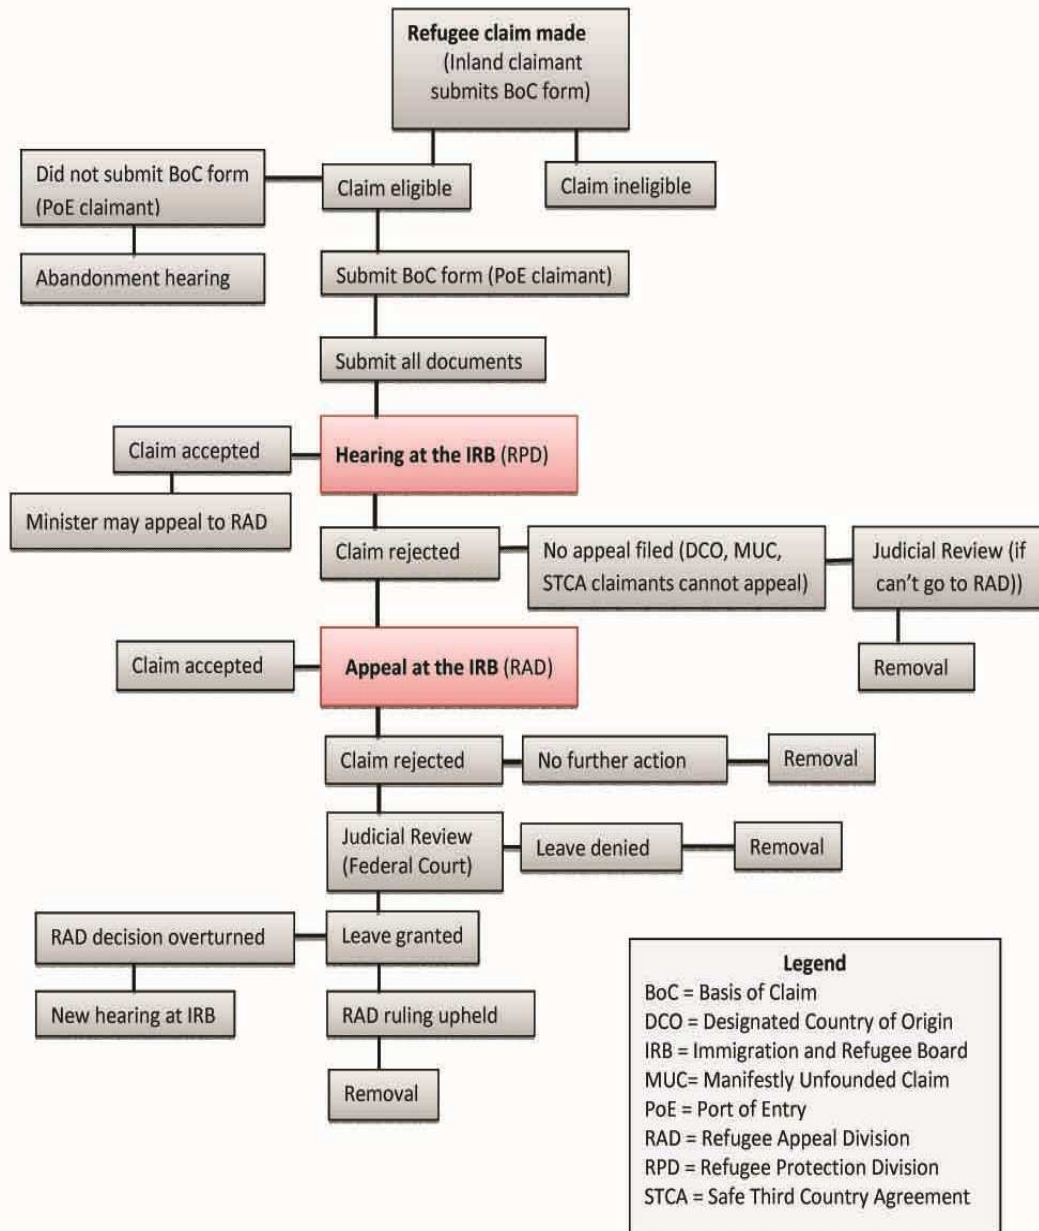 Refugee claim made
(Inland claimant
submits BoC form)
Did not submit BoC form
(PoE claimant)
Claim eligible
Claim ineligible
Abandonment hearing
Submit BoC form (PoE claimant)
Submit all documents
Claim accepted
Hearing at the IRB (RPD)
Minister may appeal to RAD
Claim rejected
No appeal filed (DCO, MUC,
STCA claimants cannot appeal)
Judicial Review (if
can't go to RAD))
Removal
Claim accepted
Appeal at the IRB (RAD)
Claim rejected
No further action
Removal
Judicial Review
(Federal Court)
Leave denied
Removal
RAD decision overturned
Leave granted
New hearing at IRB
RAD ruling upheld
Removal
Legend
BoC = Basis of Claim
DCO = Designated Country of Origin
IRB = Immigration and Refugee Board
MUC= Manifestly Unfounded Claim
PoE = Port of Entry
RAD = Refugee Appeal Division
RPD = Refugee Protection Division
STCA = Safe Third Country Agreement